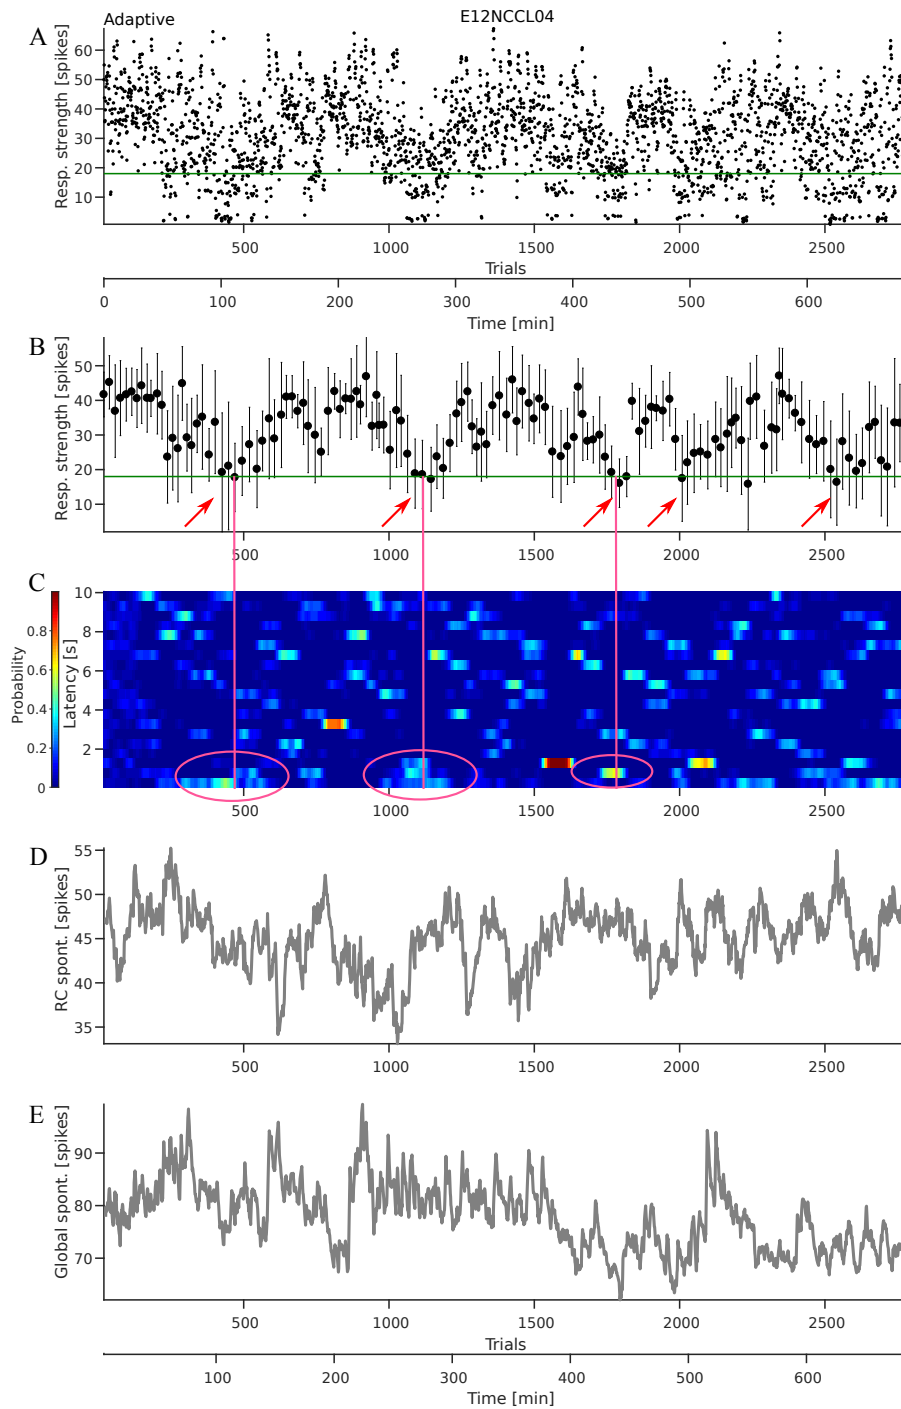 Adaptive
E12NCCL04
A
Resp. strength [spikes]
60
50
40
30
20
10
500 1000 1500 2000 2500
Trials
0 100 200 300 400 500 600
Time [min]
B
Resp. strength [spikes]
50
40
30
20
10
500 1000 1500 2000 2500
C
Probability
0.8
0.6
0.4
0.2
0
Latency [s]
10
8
6
4
2
500 1000 1500 2000 2500
D
RC spont. [spikes]
55
50
45
40
35
500 1000 1500 2000 2500
E
Global spont. [spikes]
90
80
70
500 1000 1500 2000 2500
Trials
100 200 300 400 500 600
Time [min]